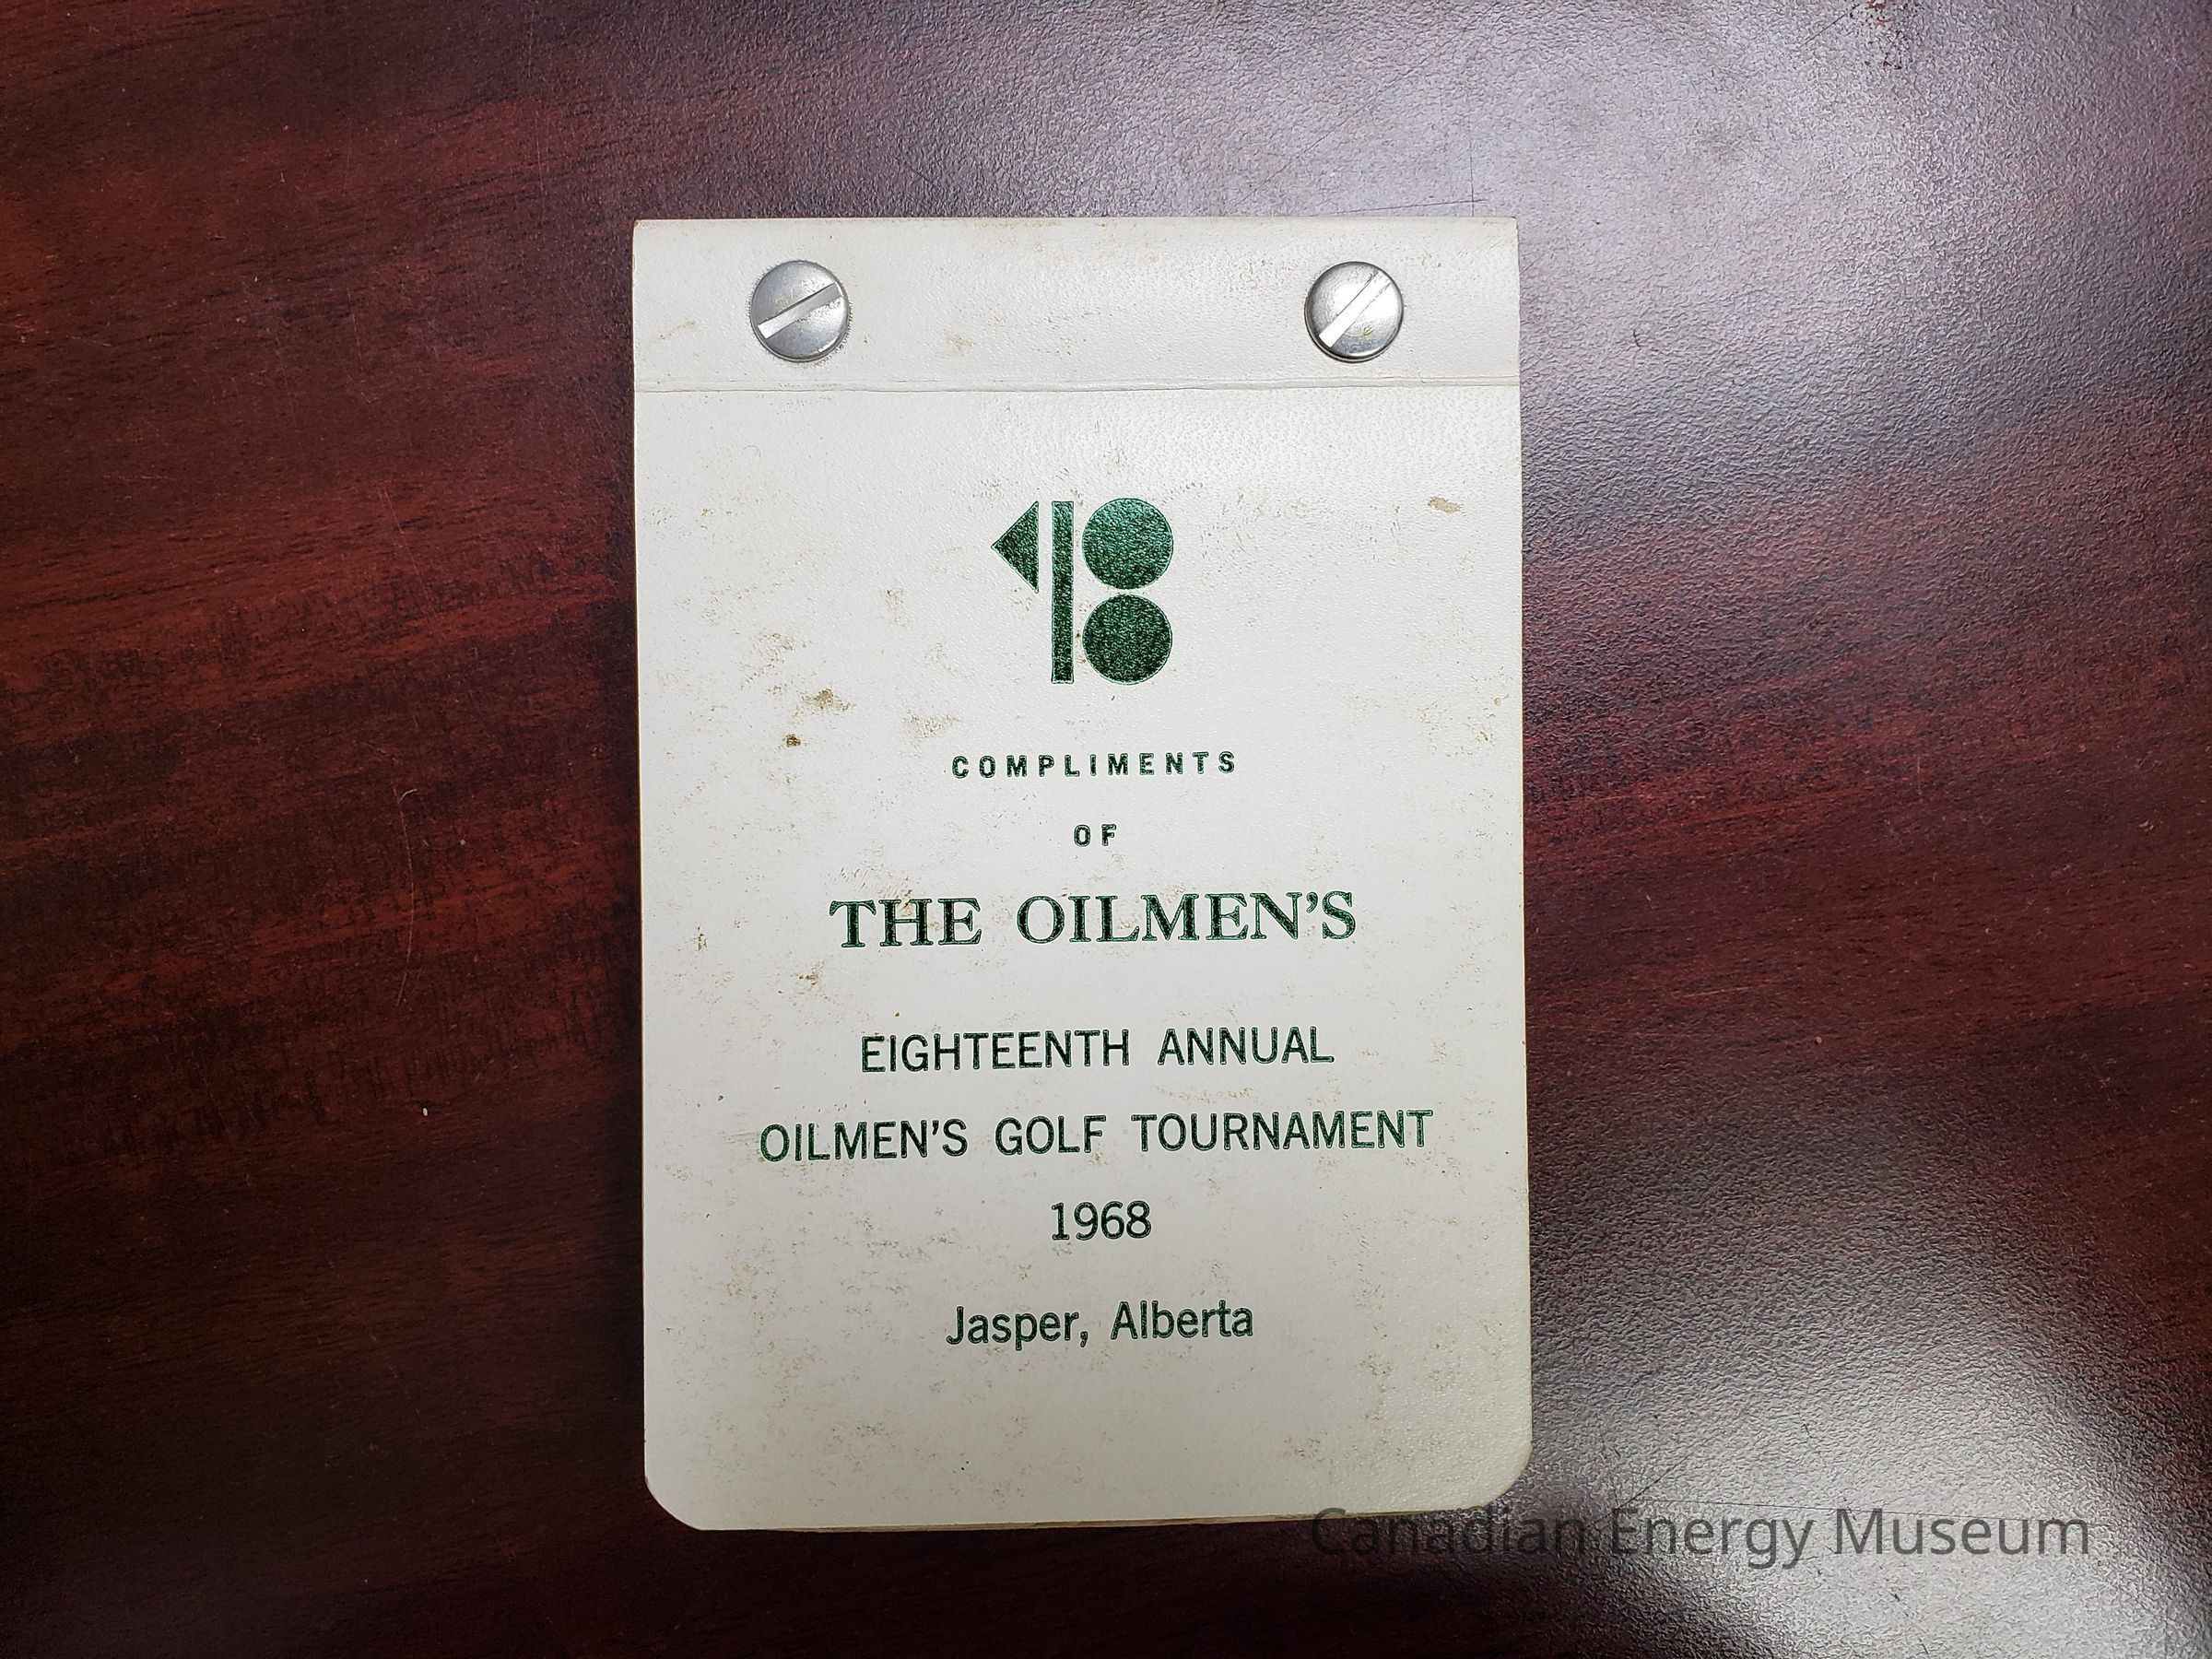 18
COMPLIMENTS
OF
THE OILMEN'S
EIGHTEENTH ANNUAL
OILMEN'S GOLF TOURNAMENT
1968
Jasper, Alberta
Canadian Energy Museum